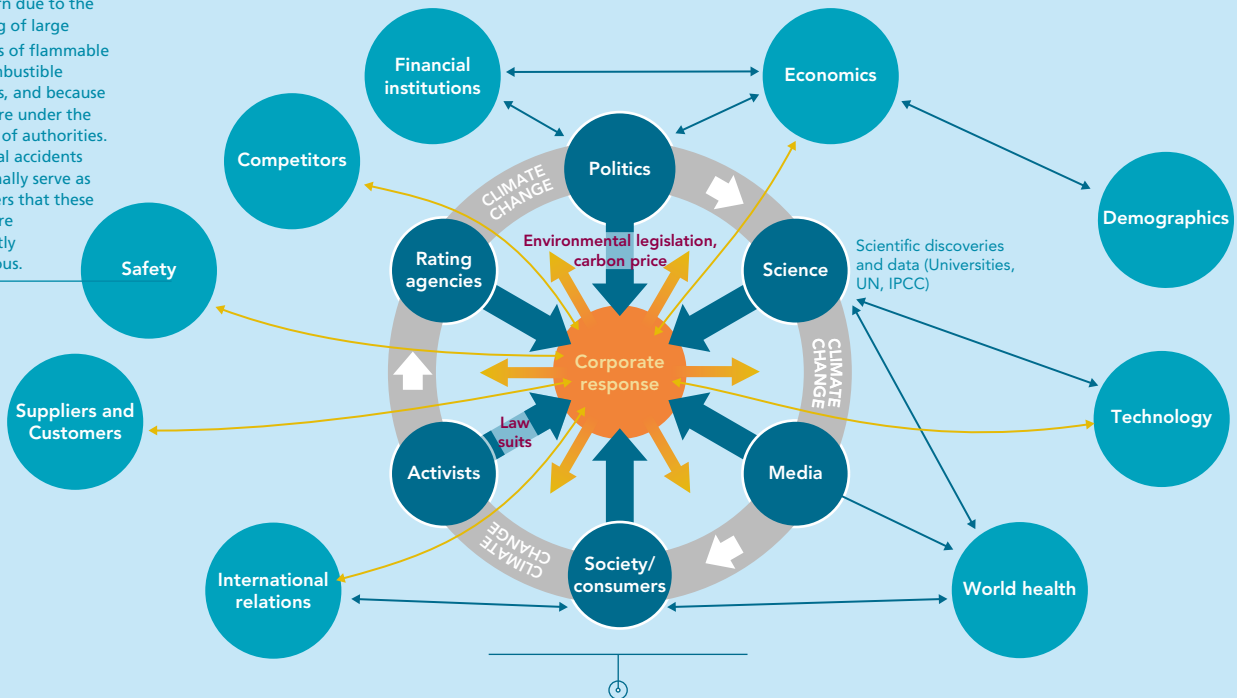 rn due to the
g of large
s of flammable
mbustible
s, and because
re under the
of authorities.
al accidents
nally serve as
ers that these
re
tly
ous.
Financial
institutions
Economics
Competitors
Politics
CLIMATE
CHANGE
Demographics
Environmental legislation,
carbon price
Rating
agencies
Science
Scientific discoveries
and data (Universities,
UN, IPCC)
Safety
CLIMATE
CHANGE
Corporate
response
Suppliers and
Customers
Technology
Law
suits
Activists
Media
CLIMATE
CHANGE
Society/
consumers
International
relations
World health